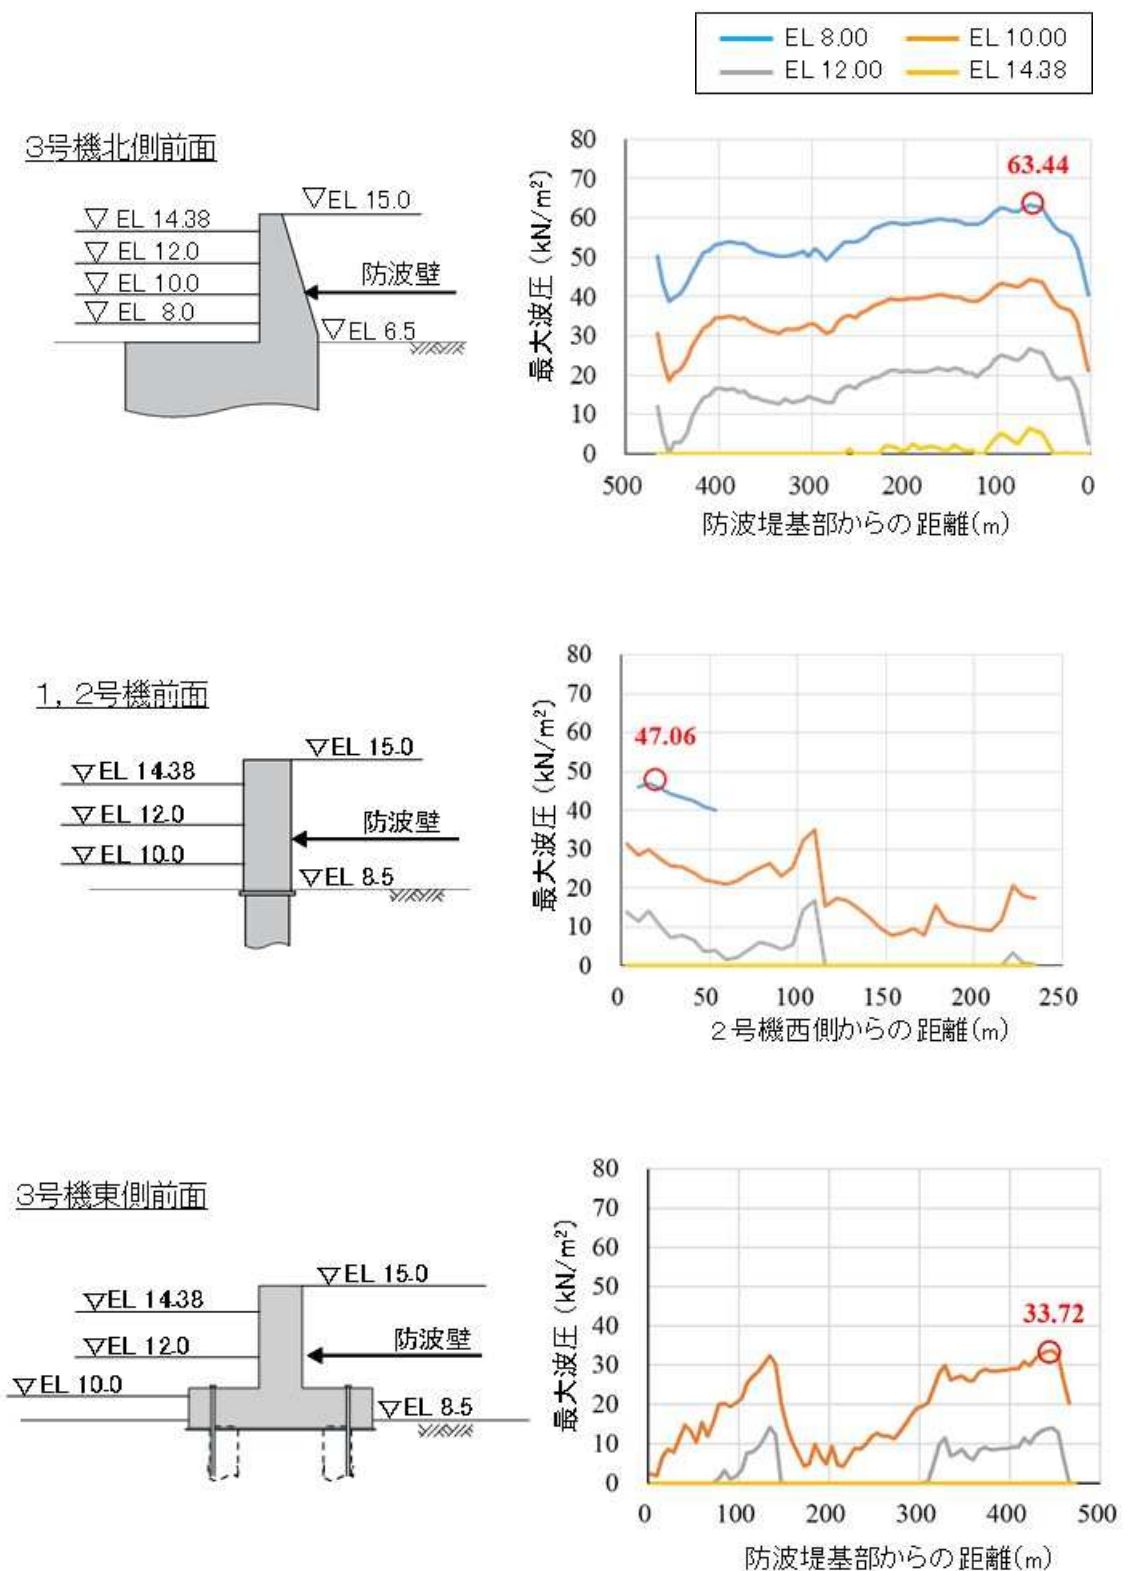 EL 8.00 EL 10.00
EL 12.00 EL 14.38
3号機北側前面
▽EL 15.0
▽ EL 14.38
▽ EL 12.0
▽ EL 10.0
▽ EL 8.0
防波壁
▽EL 6.5
最大波圧 (kN/m²)
80
70
60
50
40
30
20
10
0
63.44
500 400 300 200 100 0
防波堤基部からの距離(m)
1, 2号機前面
▽EL 15.0
▽EL 14.38
▽EL 12.0
▽EL 10.0
防波壁
▽EL 8.5
最大波圧 (kN/m²)
80
70
60
50
40
30
20
10
0
47.06
0 50 100 150 200 250
2号機西側からの距離(m)
3号機東側前面
▽EL 15.0
▽EL 14.38
▽EL 12.0
▽EL 10.0
防波壁
▽EL 8.5
最大波圧 (kN/m²)
80
70
60
50
40
30
20
10
0
33.72
0 100 200 300 400 500
防波堤基部からの距離(m)